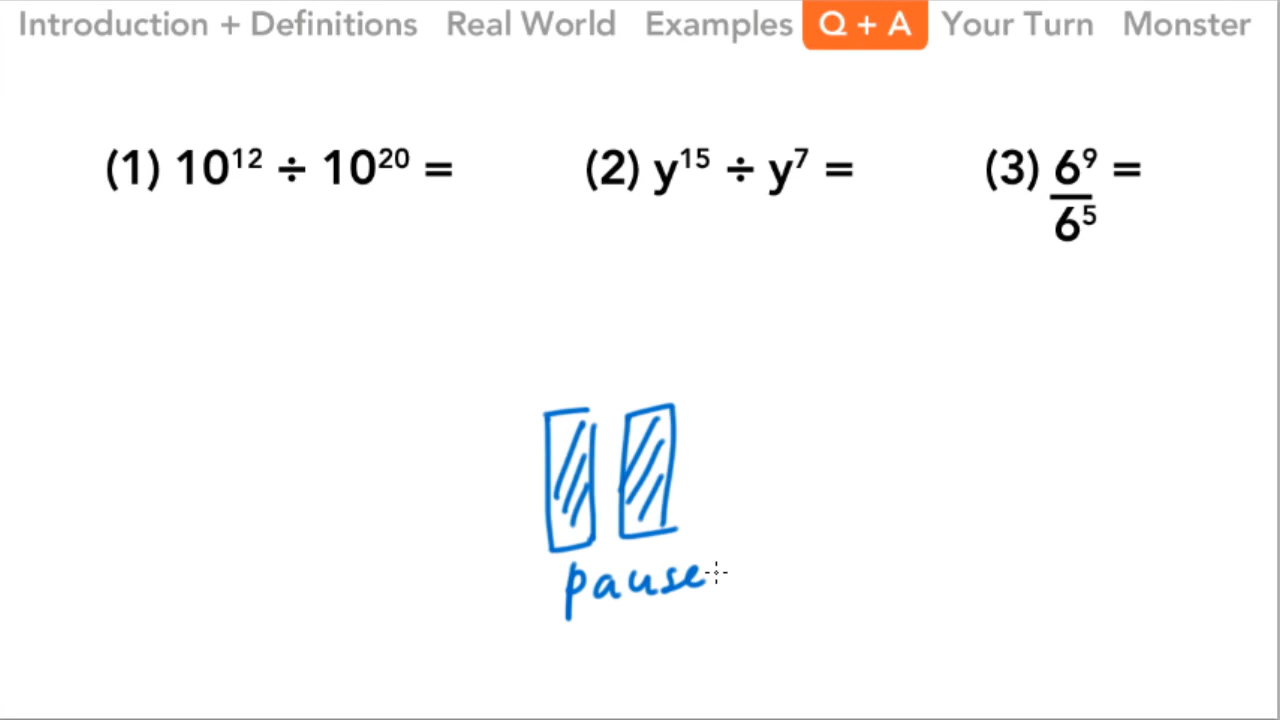 Introduction + Definitions Real World Examples Q + A Your Turn Monster
(1) 10¹² ÷ 10²⁰ = (2) y¹⁵ ÷ y⁷ = (3) 6⁹ =
6⁵
pause